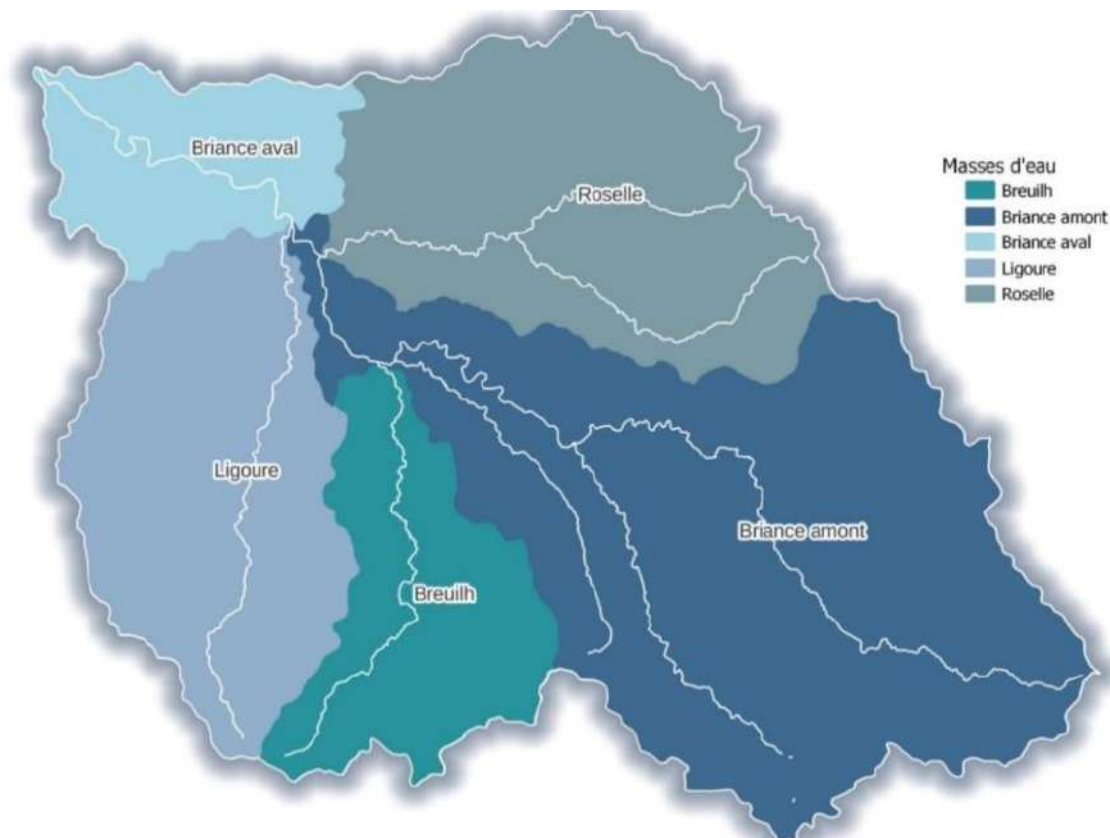 Briance aval
Roselle
Ligoure
Briance amont
Breuilh
Masses d'eau
Breuilh
Briance amont
Briance aval
Ligoure
Roselle